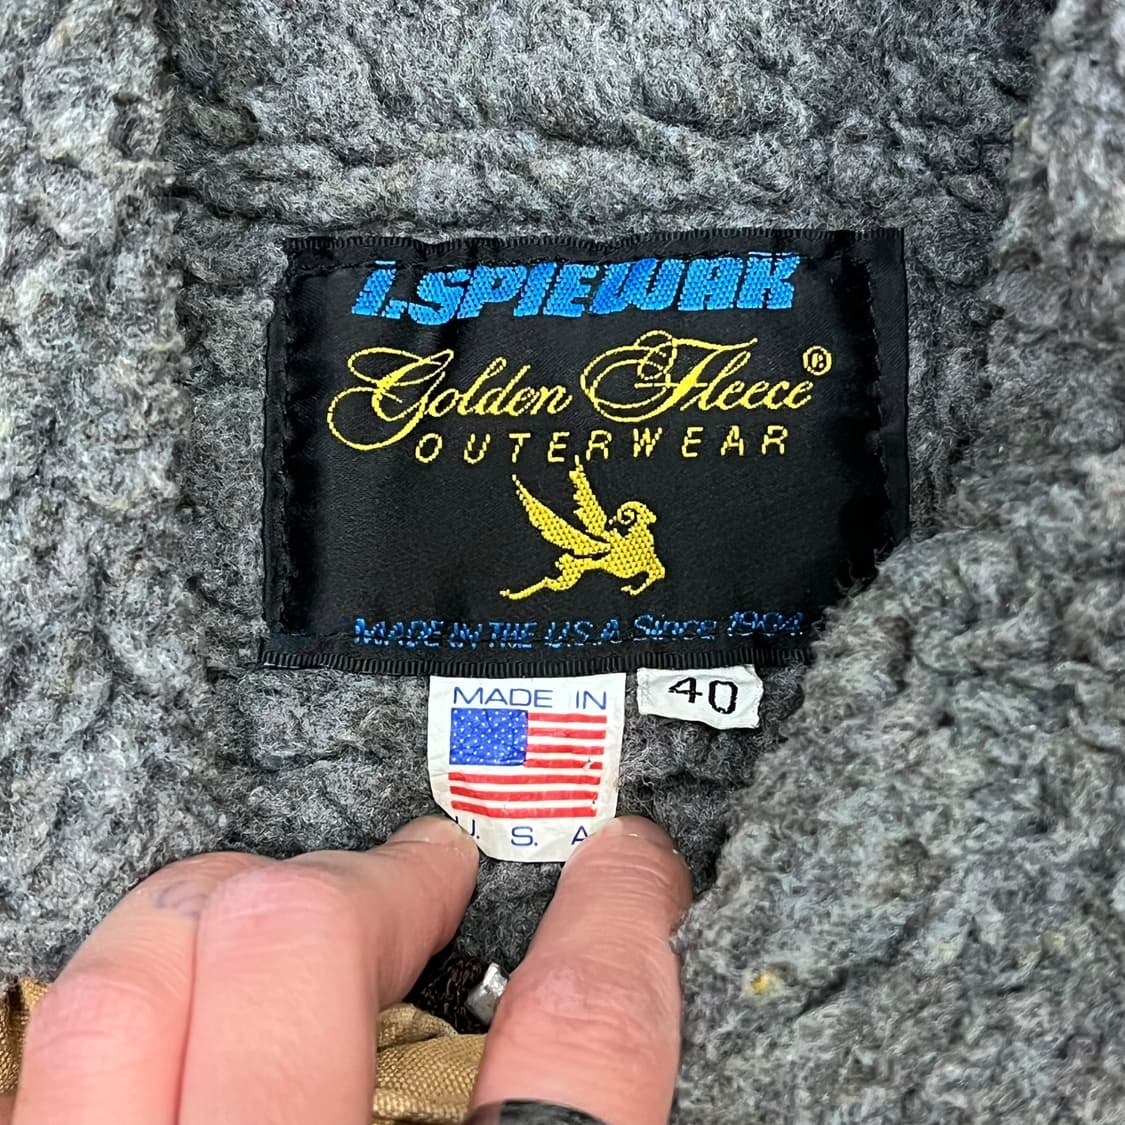 I.SPIEWAK
Golden Fleece®
OUTERWEAR
MADE IN THE U.S.A. SINCE 1904
MADE IN
U. S. A
40